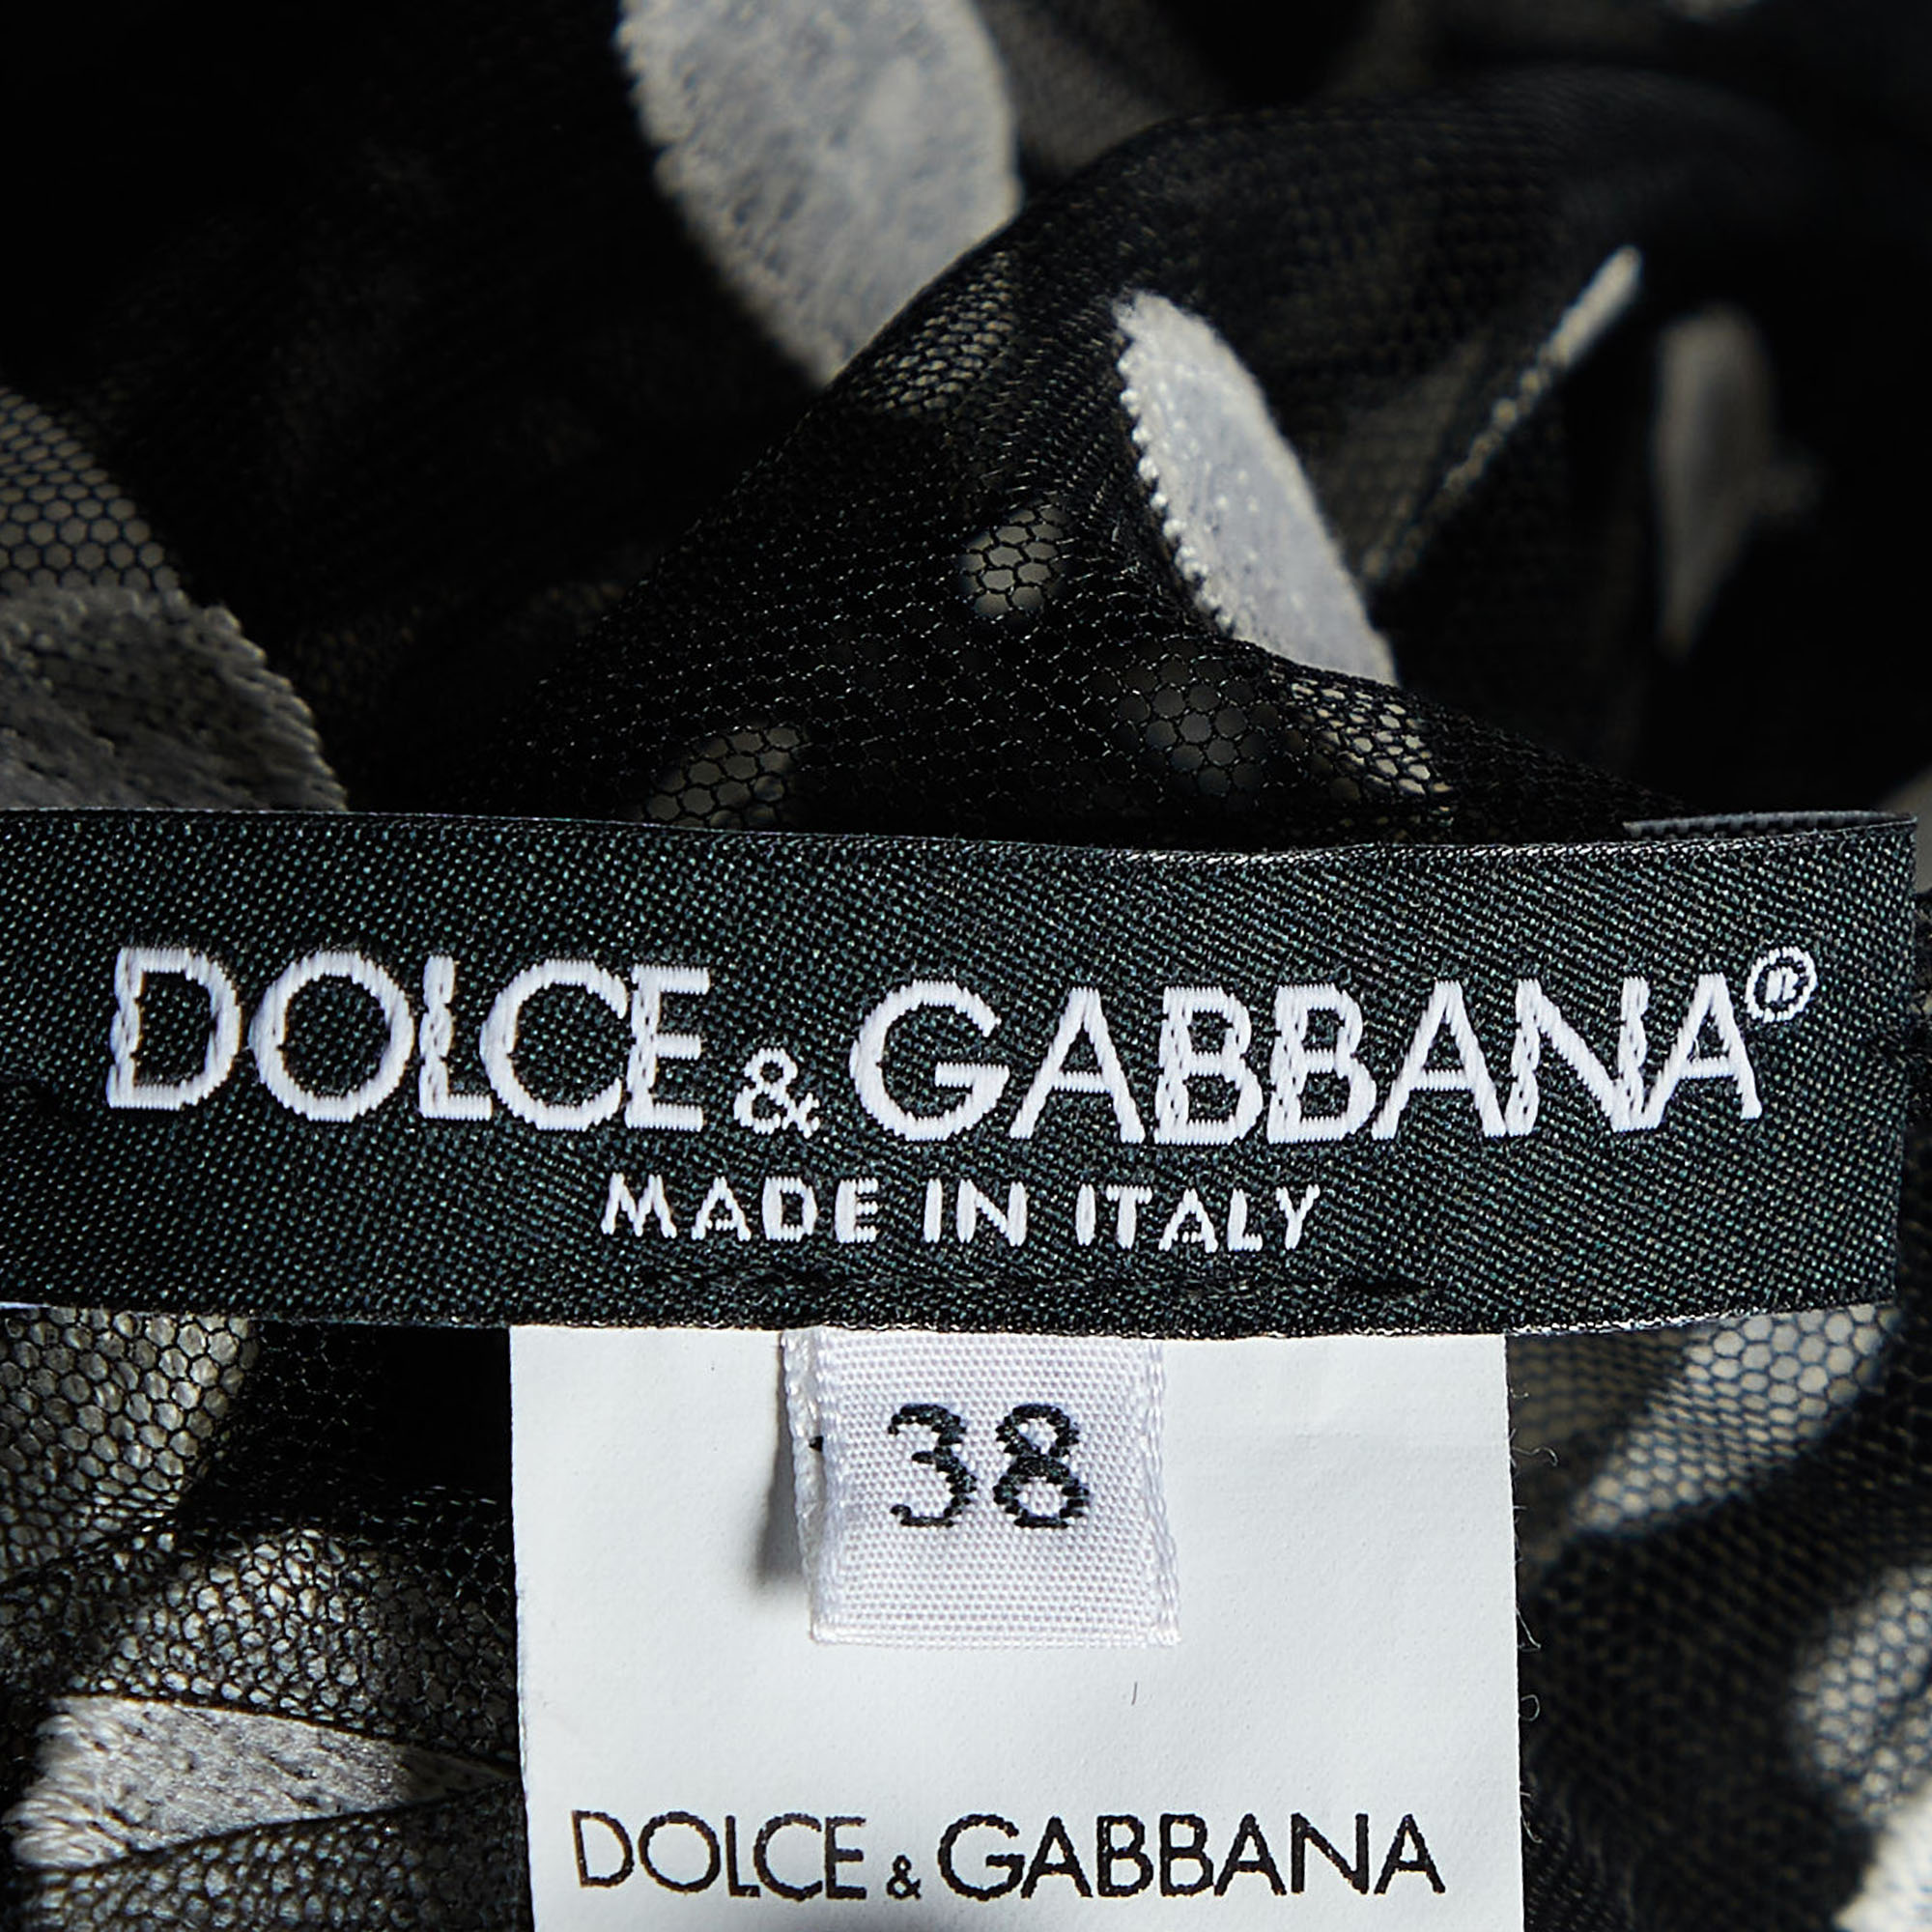 DOLCE & GABBANA®
MADE IN ITALY
38
DOLCE & GABBANA